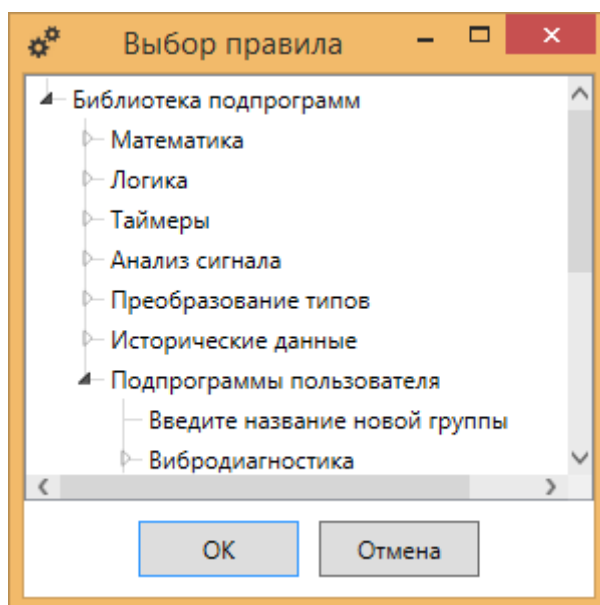 Выбор правила
Библиотека подпрограмм
Математика
Логика
Таймеры
Анализ сигнала
Преобразование типов
Исторические данные
Подпрограммы пользователя
Введите название новой группы
Вибродиагностика
ОК
Отмена